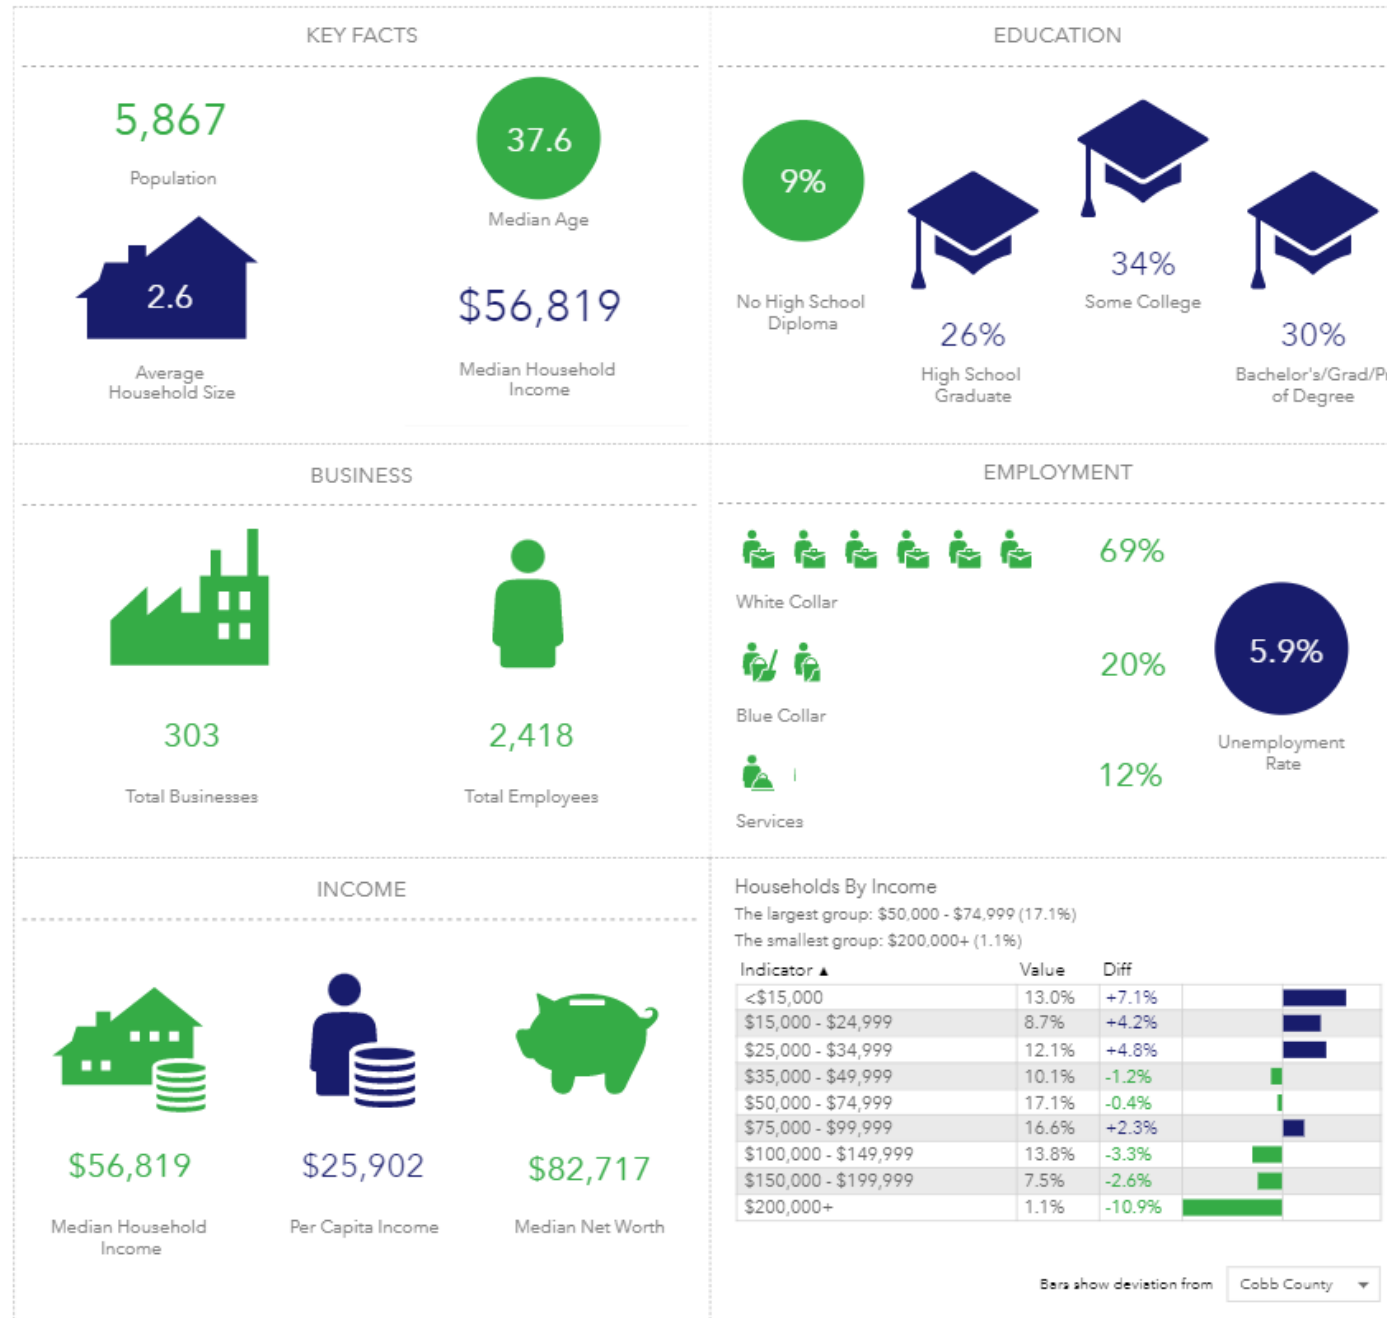 KEY FACTS
5,867
Population
37.6
Median Age
2.6
Average
Household Size
$56,819
Median Household
Income
EDUCATION
9%
No High School
Diploma
26%
High School
Graduate
34%
Some College
30%
Bachelor's/Grad/Pr
of Degree
BUSINESS
303
Total Businesses
2,418
Total Employees
EMPLOYMENT
69%
White Collar
20%
Blue Collar
12%
Services
5.9%
Unemployment
Rate
INCOME
$56,819
Median Household
Income
$25,902
Per Capita Income
$82,717
Median Net Worth
Households By Income
The largest group: $50,000 - $74,999 (17.1%)
The smallest group: $200,000+ (1.1%)
Indicator ▲ Value Diff
<$15,000 13.0% +7.1%
$15,000 - $24,999 8.7% +4.2%
$25,000 - $34,999 12.1% +4.8%
$35,000 - $49,999 10.1% -1.2%
$50,000 - $74,999 17.1% -0.4%
$75,000 - $99,999 16.6% +2.3%
$100,000 - $149,999 13.8% -3.3%
$150,000 - $199,999 7.5% -2.6%
$200,000+ 1.1% -10.9%
Bars show deviation from Cobb County